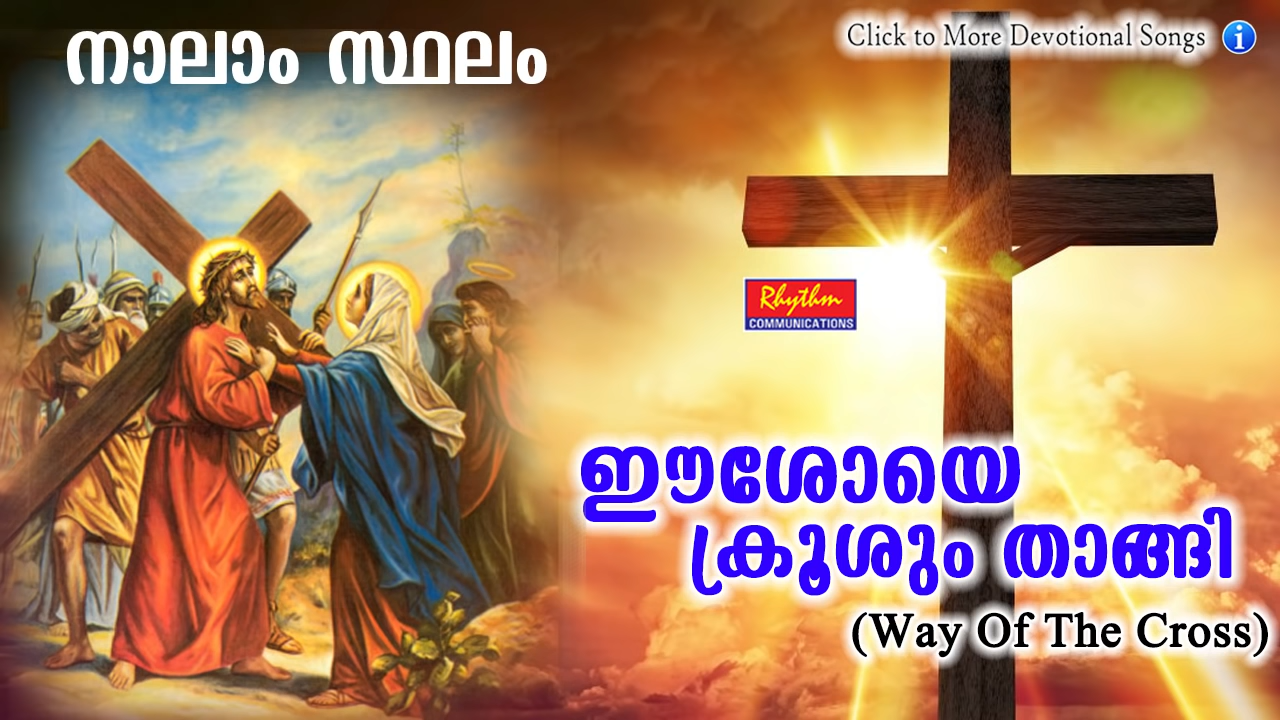 നാലാം സ്ഥലം
Click to More Devotional Songs i
Rhythm
COMMUNICATIONS
ഈശോയെ
ക്രൂശും താങ്ങി
(Way Of The Cross)